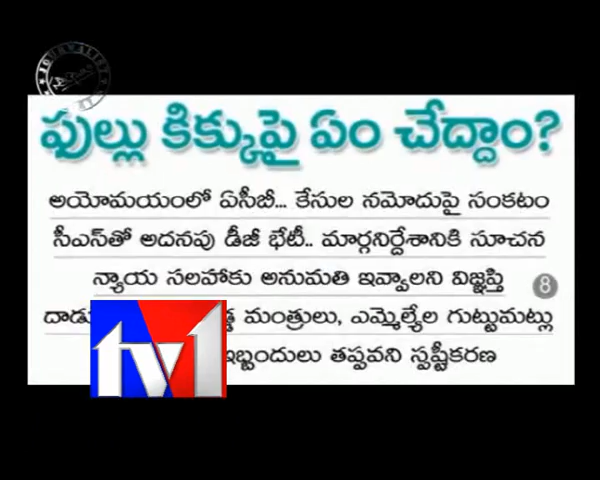 ఫుల్లు కిక్కుపై ఏం చేద్దాం?
అయోమయంలో ఏసీబీ... కేసుల నమోదుపై సంకటం
సీఎస్‌తో అదనపు డీజీ భేటీ.. మార్గనిర్దేశానికి సూచన
న్యాయ సలహాకు అనుమతి ఇవ్వాలని విజ్ఞప్తి 8
మంత్రులు, ఎమ్మెల్యేల గుట్టుమట్లు
ఇబ్బందులు తప్పవని స్పష్టీకరణ
tv1